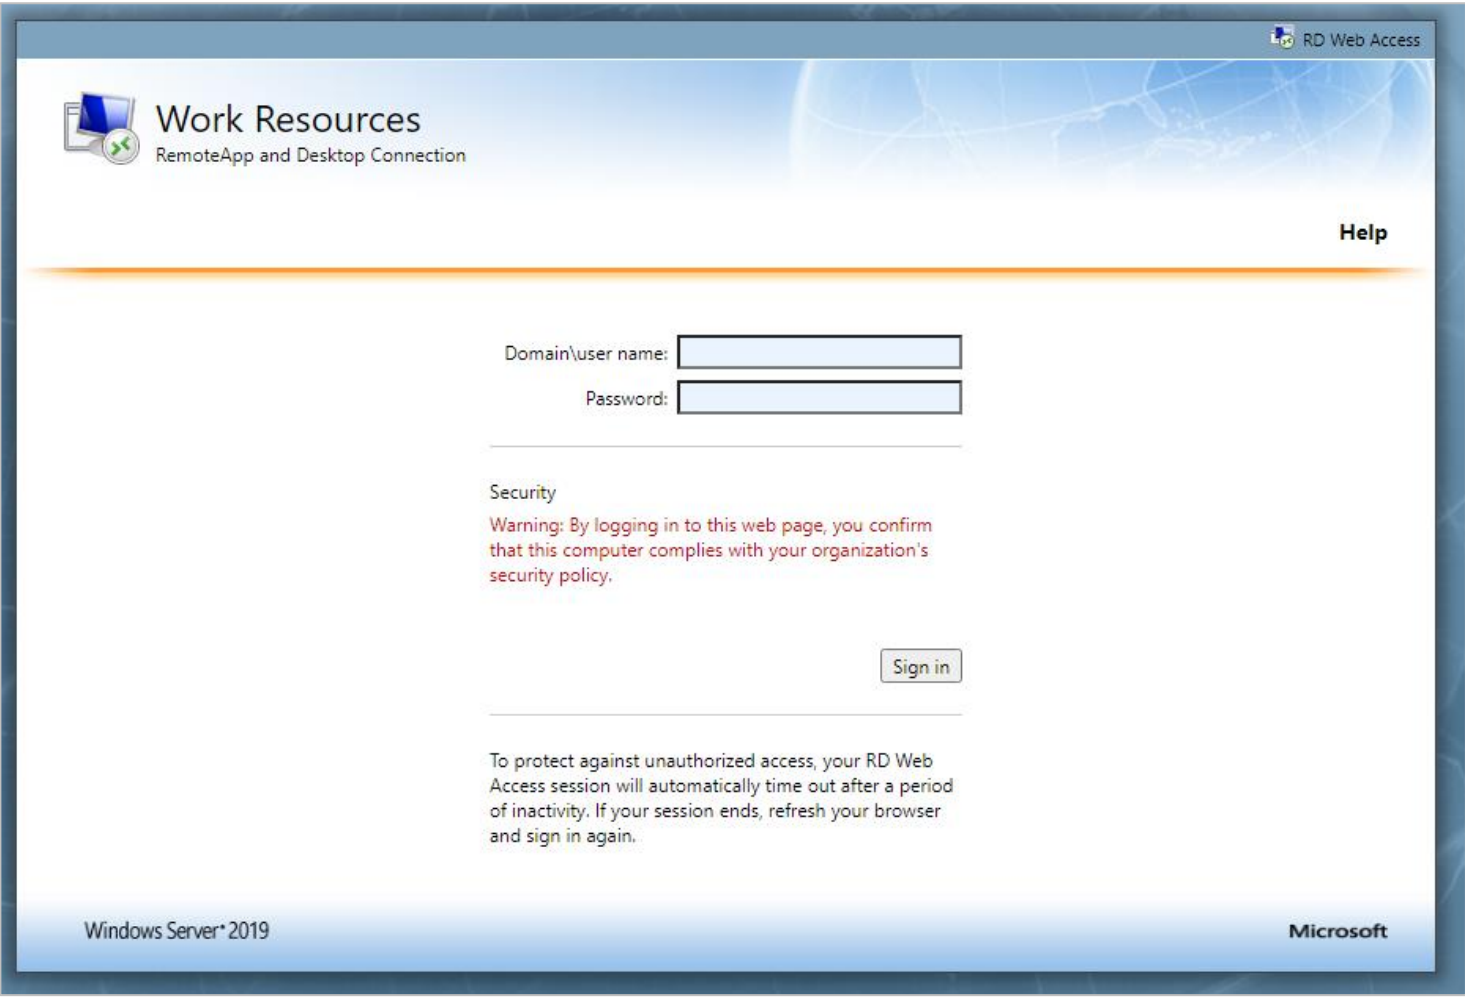 RD Web Access
Work Resources
RemoteApp and Desktop Connection
Help
Domain\user name:
Password:
Security
Warning: By logging in to this web page, you confirm
that this computer complies with your organization's
security policy.
Sign in
To protect against unauthorized access, your RD Web
Access session will automatically time out after a period
of inactivity. If your session ends, refresh your browser
and sign in again.
Windows Server® 2019
Microsoft